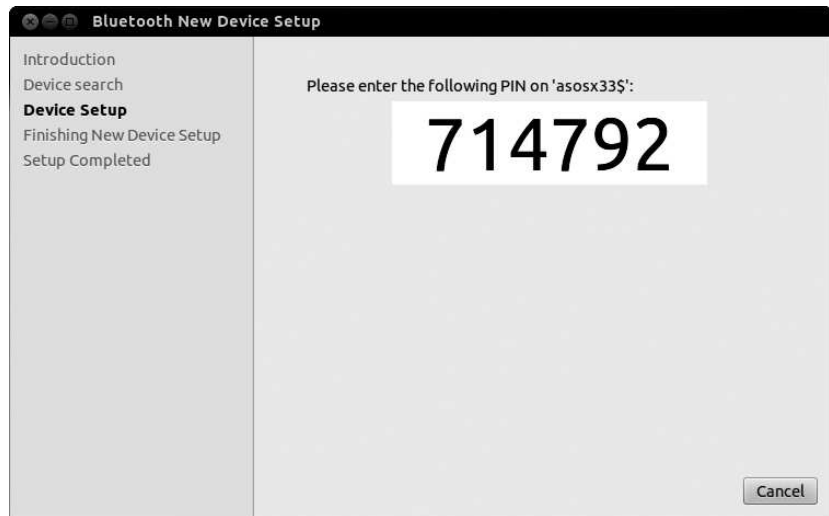 Bluetooth New Device Setup
Introduction
Device search
Device Setup
Finishing New Device Setup
Setup Completed
Please enter the following PIN on 'asosx33$':
714792
Cancel